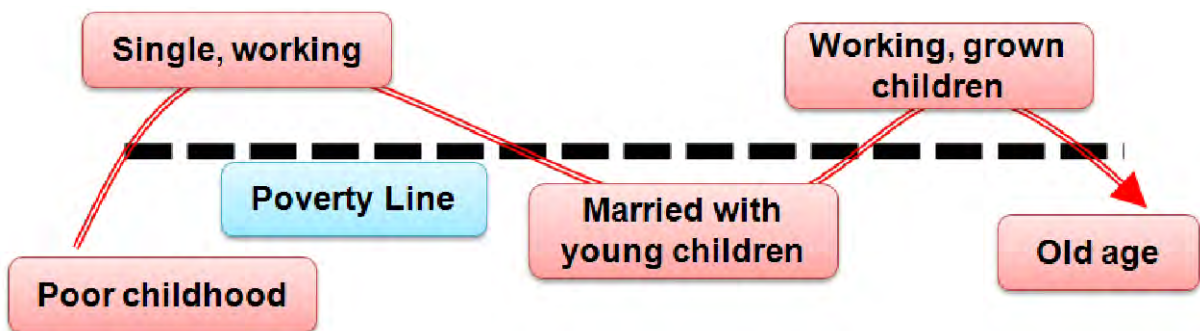 Single, working
Working, grown
children
Poverty Line
Married with
young children
Old age
Poor childhood